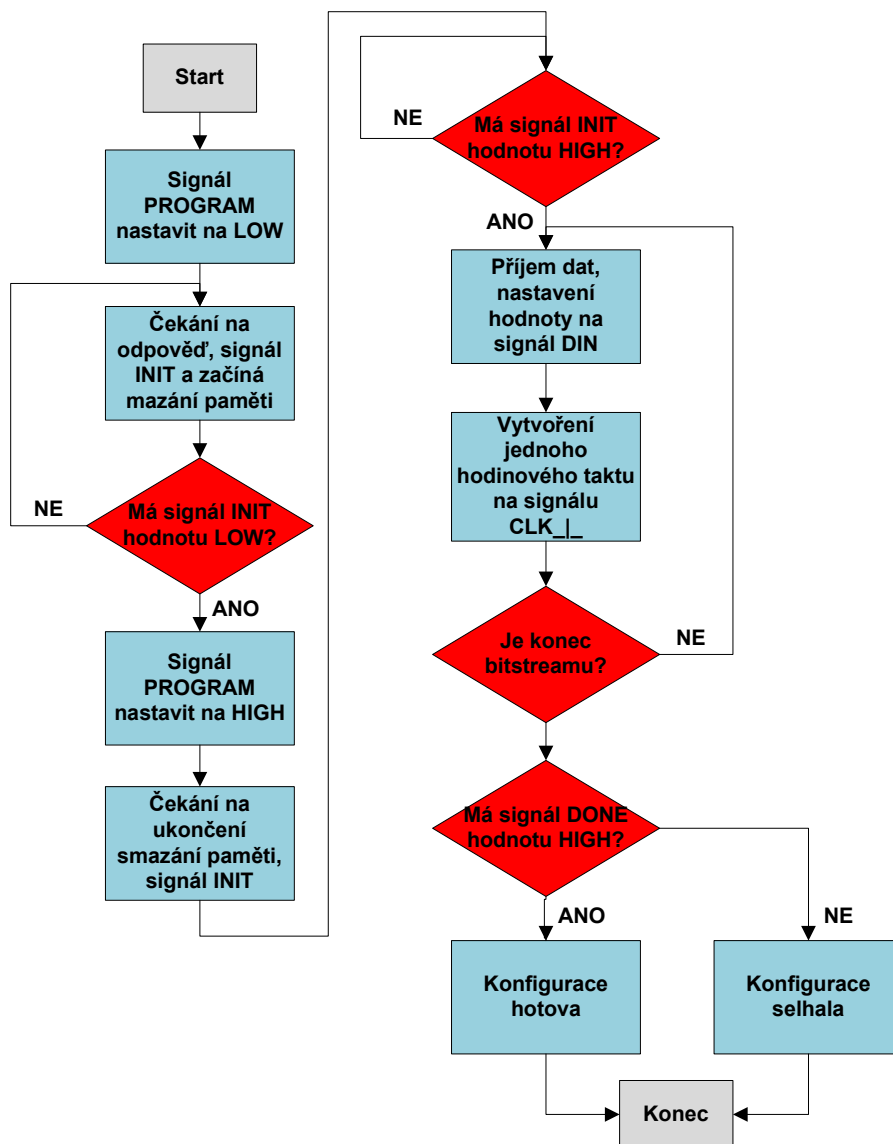 Start
Signál
PROGRAM
nastavit na LOW
Čekání na
odpověď, signál
INIT a začíná
mazání paměti
NE
Má signál INIT
hodnotu LOW?
ANO
Signál
PROGRAM
nastavit na HIGH
Čekání na
ukončení
smazání paměti,
signál INIT
NE
Má signál INIT
hodnotu HIGH?
ANO
Příjem dat,
nastavení
hodnoty na
signál DIN
Vytvoření
jednoho
hodinového taktu
na signálu
CLK_|_
Je konec
bitstreamu?
NE
Má signál DONE
hodnotu HIGH?
ANO
NE
Konfigurace
hotova
Konfigurace
selhala
Konec